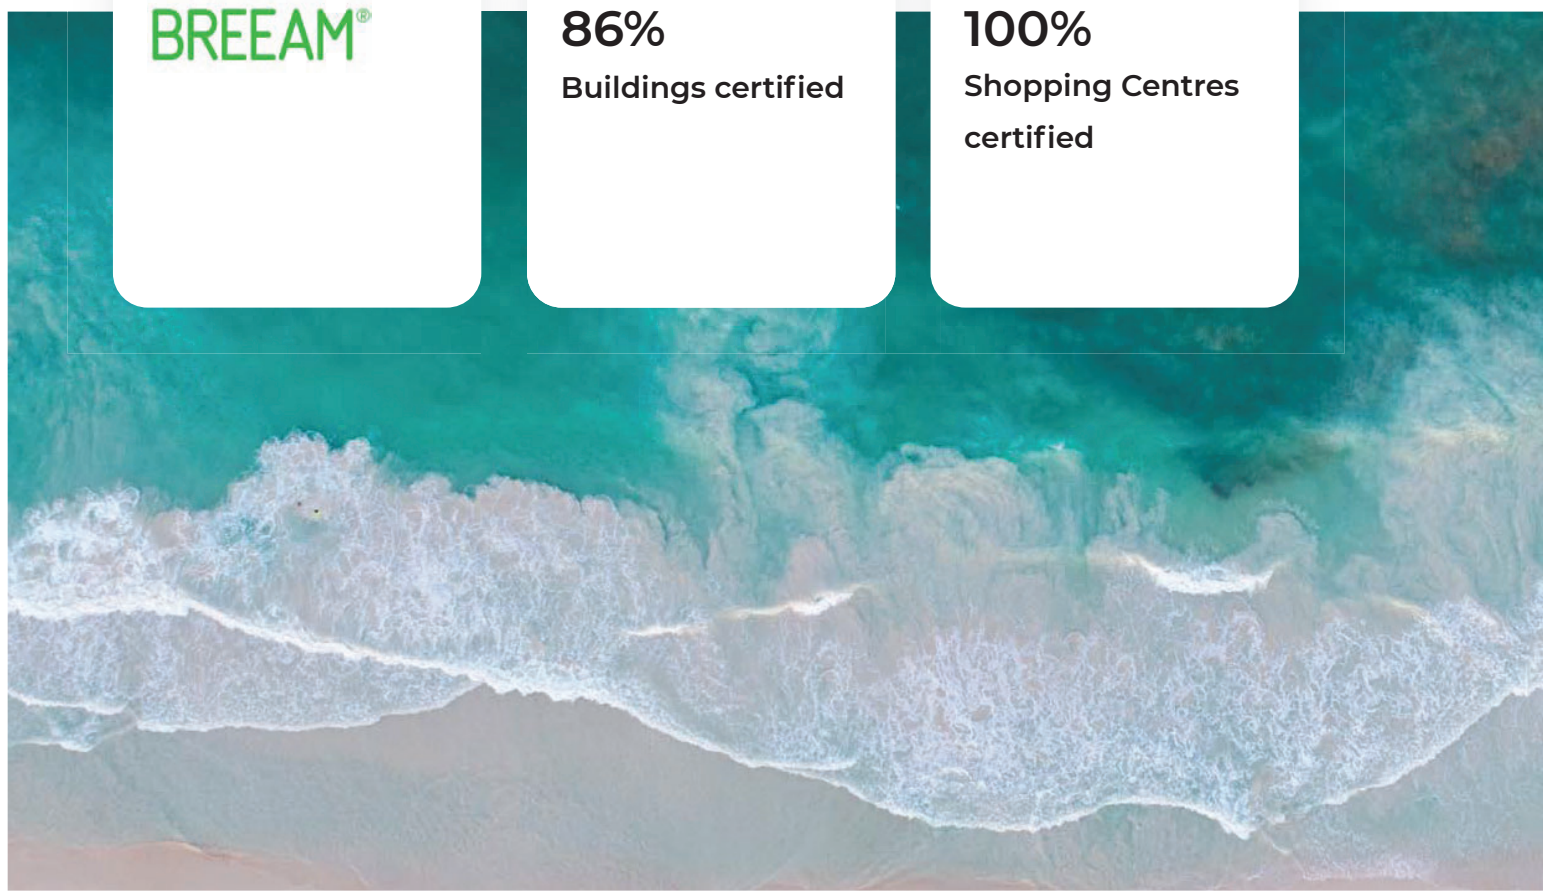 BREEAM®
86%
Buildings certified
100%
Shopping Centres
certified